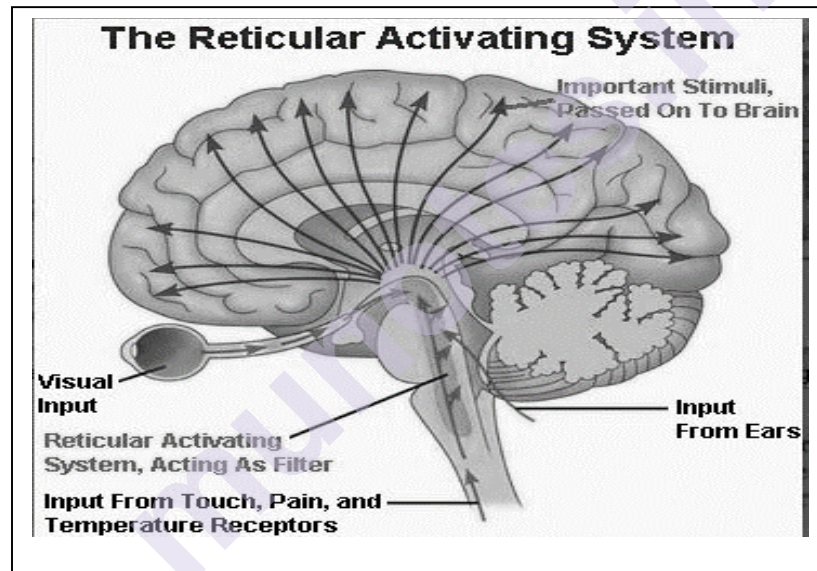 The Reticular Activating System
Important Stimuli,
Passed On To Brain
Visual
Input
Input
From Ears
Reticular Activating
System, Acting As Filter
Input From Touch, Pain, and
Temperature Receptors